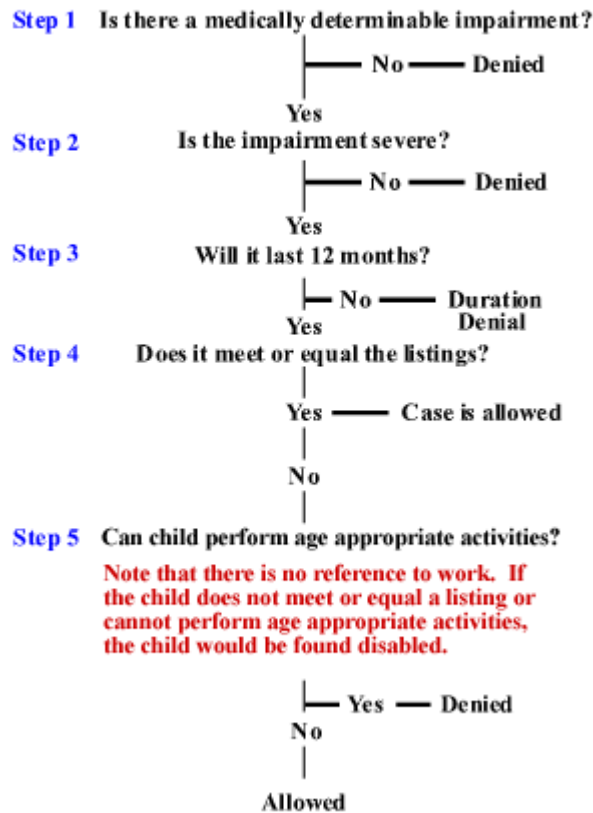 Step 1 Is there a medically determinable impairment?
No Denied
Yes
Step 2 Is the impairment severe?
No Denied
Yes
Step 3 Will it last 12 months?
No Duration
Yes Denial
Step 4 Does it meet or equal the listings?
Yes Case is allowed
No
Step 5 Can child perform age appropriate activities?
Note that there is no reference to work. If
the child does not meet or equal a listing or
cannot perform age appropriate activities,
the child would be found disabled.
Yes Denied
No
Allowed